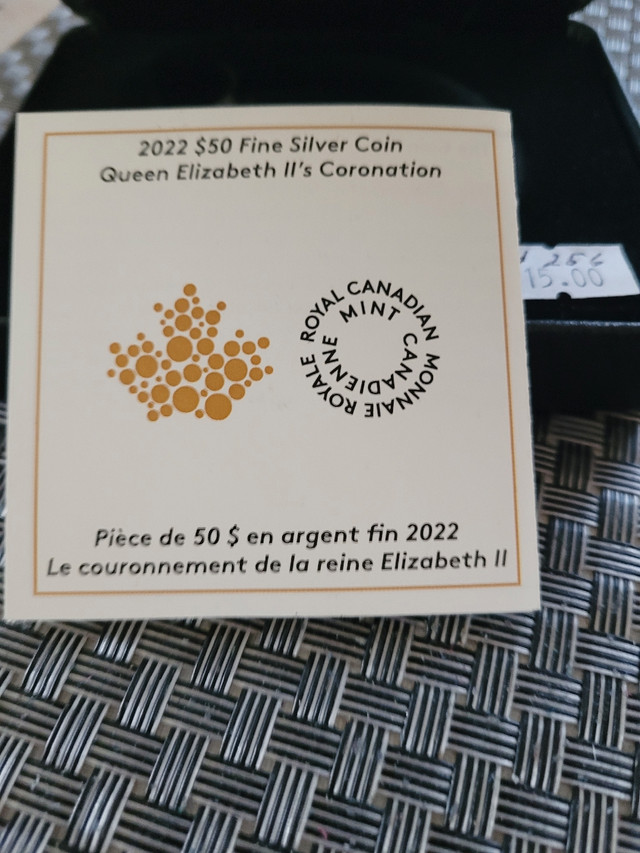 2022 $50 Fine Silver Coin
Queen Elizabeth II's Coronation
ROYAL CANADIAN MINT
MONNAIE ROYALE CANADIENNE
15.00
Pièce de 50 $ en argent fin 2022
Le couronnement de la reine Elizabeth II